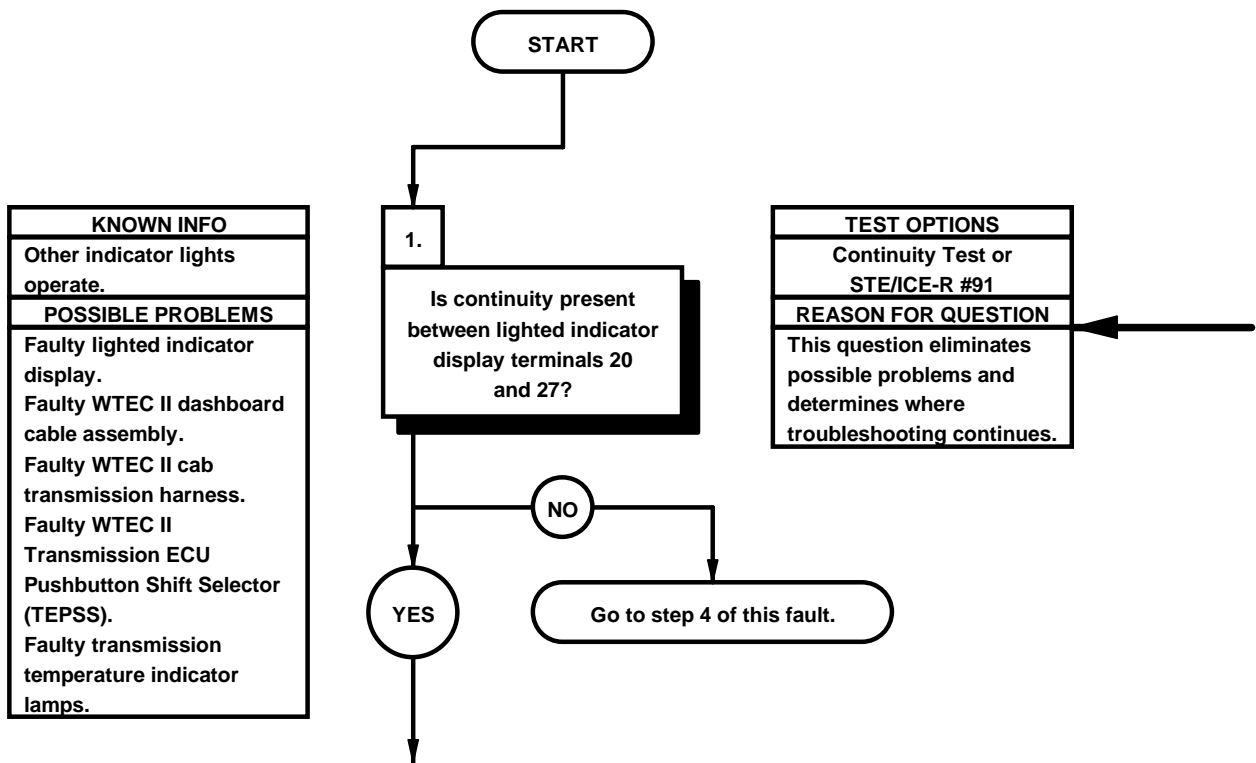 START
KNOWN INFO
Other indicator lights
operate.
POSSIBLE PROBLEMS
Faulty lighted indicator
display.
Faulty WTEC II dashboard
cable assembly.
Faulty WTEC II cab
transmission harness.
Faulty WTEC II
Transmission ECU
Pushbutton Shift Selector
(TEPSS).
Faulty transmission
temperature indicator
lamps.
1.
Is continuity present
between lighted indicator
display terminals 20
and 27?
TEST OPTIONS
Continuity Test or
STE/ICE-R #91
REASON FOR QUESTION
This question eliminates
possible problems and
determines where
troubleshooting continues.
NO
YES
Go to step 4 of this fault.